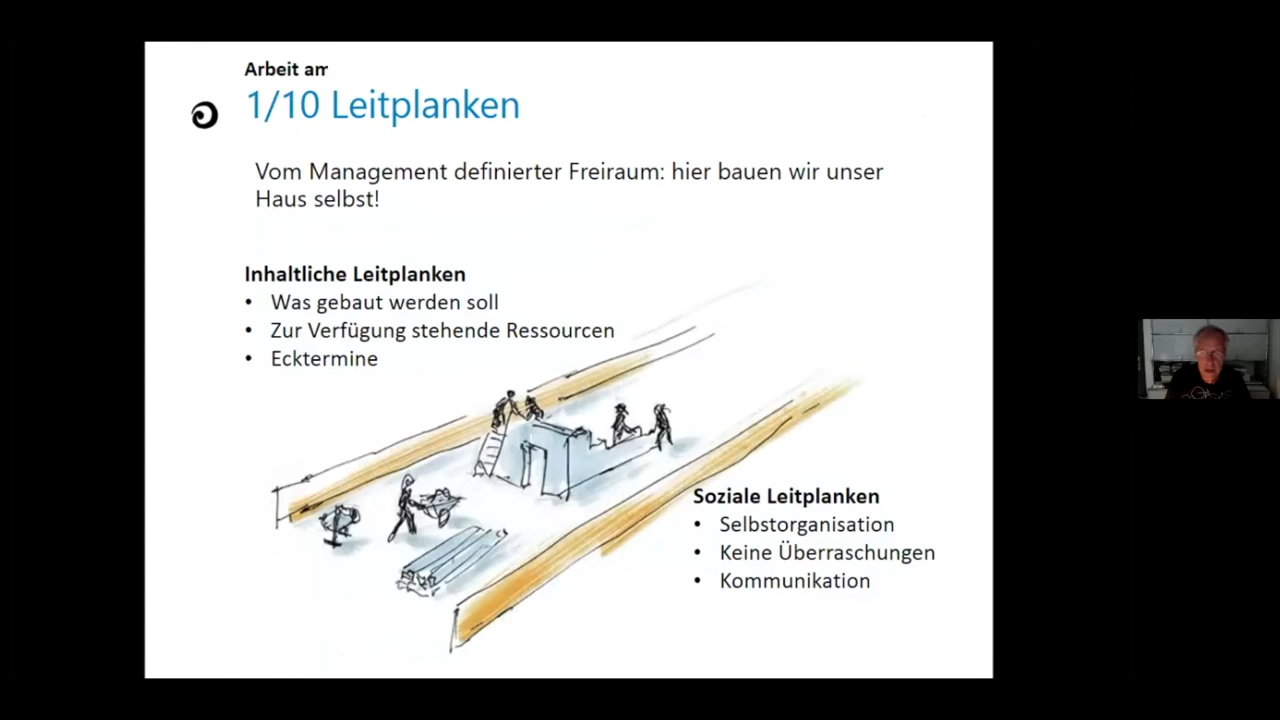 Arbeit am
1/10 Leitplanken
Vom Management definierter Freiraum: hier bauen wir unser
Haus selbst!
Inhaltliche Leitplanken
• Was gebaut werden soll
• Zur Verfügung stehende Ressourcen
• Ecktermine
Soziale Leitplanken
• Selbstorganisation
• Keine Überraschungen
• Kommunikation